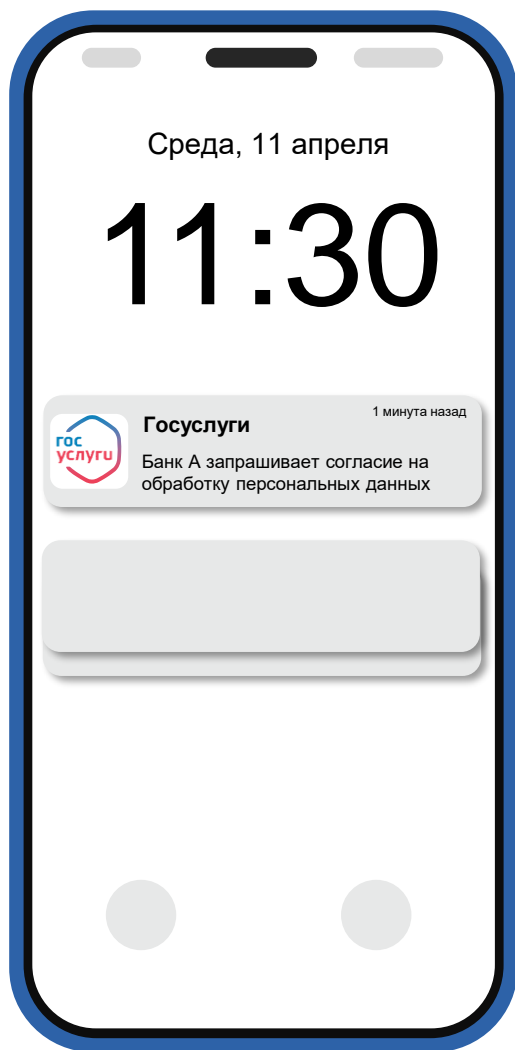 Среда, 11 апреля
11:30
1 минута назад
Госуслуги
гос
услуги
Банк А запрашивает согласие на
обработку персональных данных